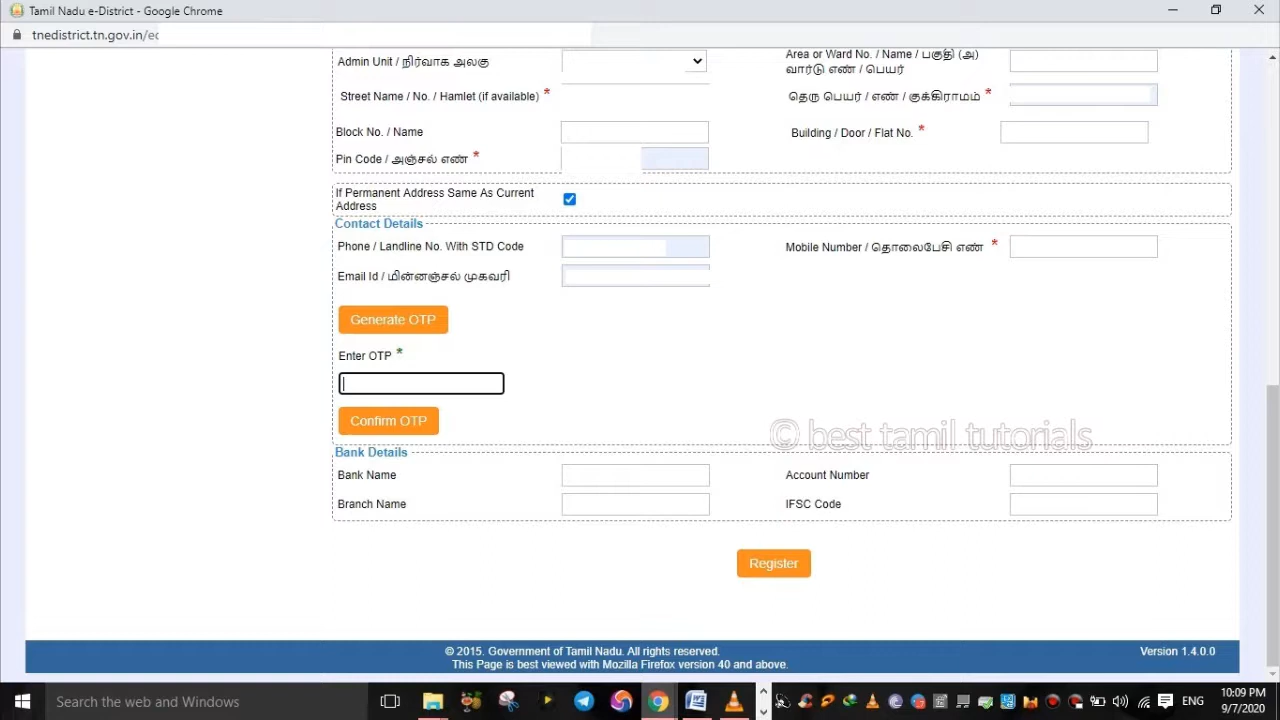 Tamil Nadu e-District - Google Chrome
tnedistrict.tn.gov.in/ec
Admin Unit / நிர்வாக அலகு
Area or Ward No. / Name / பகுதி (அ)
வார்டு எண் / பெயர்
Street Name / No. / Hamlet (if available) *
தெரு பெயர் / எண் / குக்கிராமம் *
Block No. / Name
Building / Door / Flat No. *
Pin Code / அஞ்சல் எண் *
If Permanent Address Same As Current
Address
Contact Details
Phone / Landline No. With STD Code
Mobile Number / தொலைபேசி எண் *
Email Id / மின்னஞ்சல் முகவரி
Generate OTP
Enter OTP *
Confirm OTP
© best tamil tutorials
Bank Details
Bank Name
Account Number
Branch Name
IFSC Code
Register
© 2015. Government of Tamil Nadu. All rights reserved.
Version 1.4.0.0
This Page is best viewed with Mozilla Firefox version 40 and above.
Search the web and Windows
ENG
10:09 PM
9/7/2020